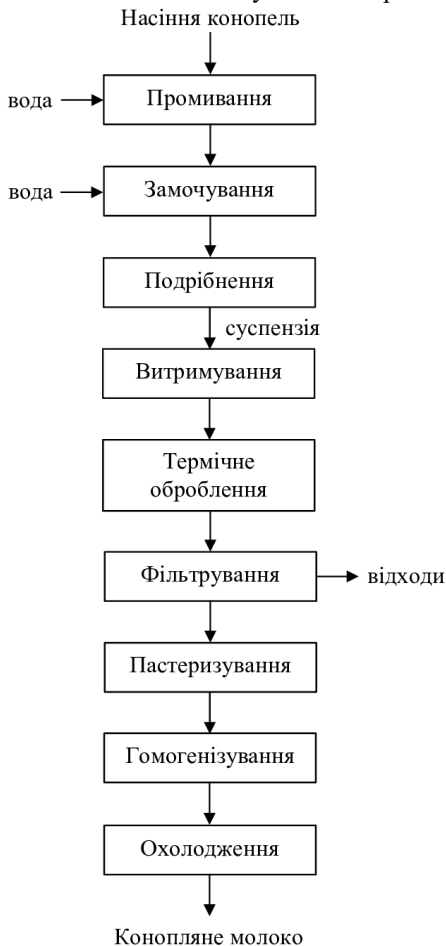 Насіння конопель
вода
Промивання
вода
Замочування
Подрібнення
суспензія
Витримування
Термічне
оброблення
Фільтрування
відходи
Пастеризування
Гомогенізування
Охолодження
Конопляне молоко